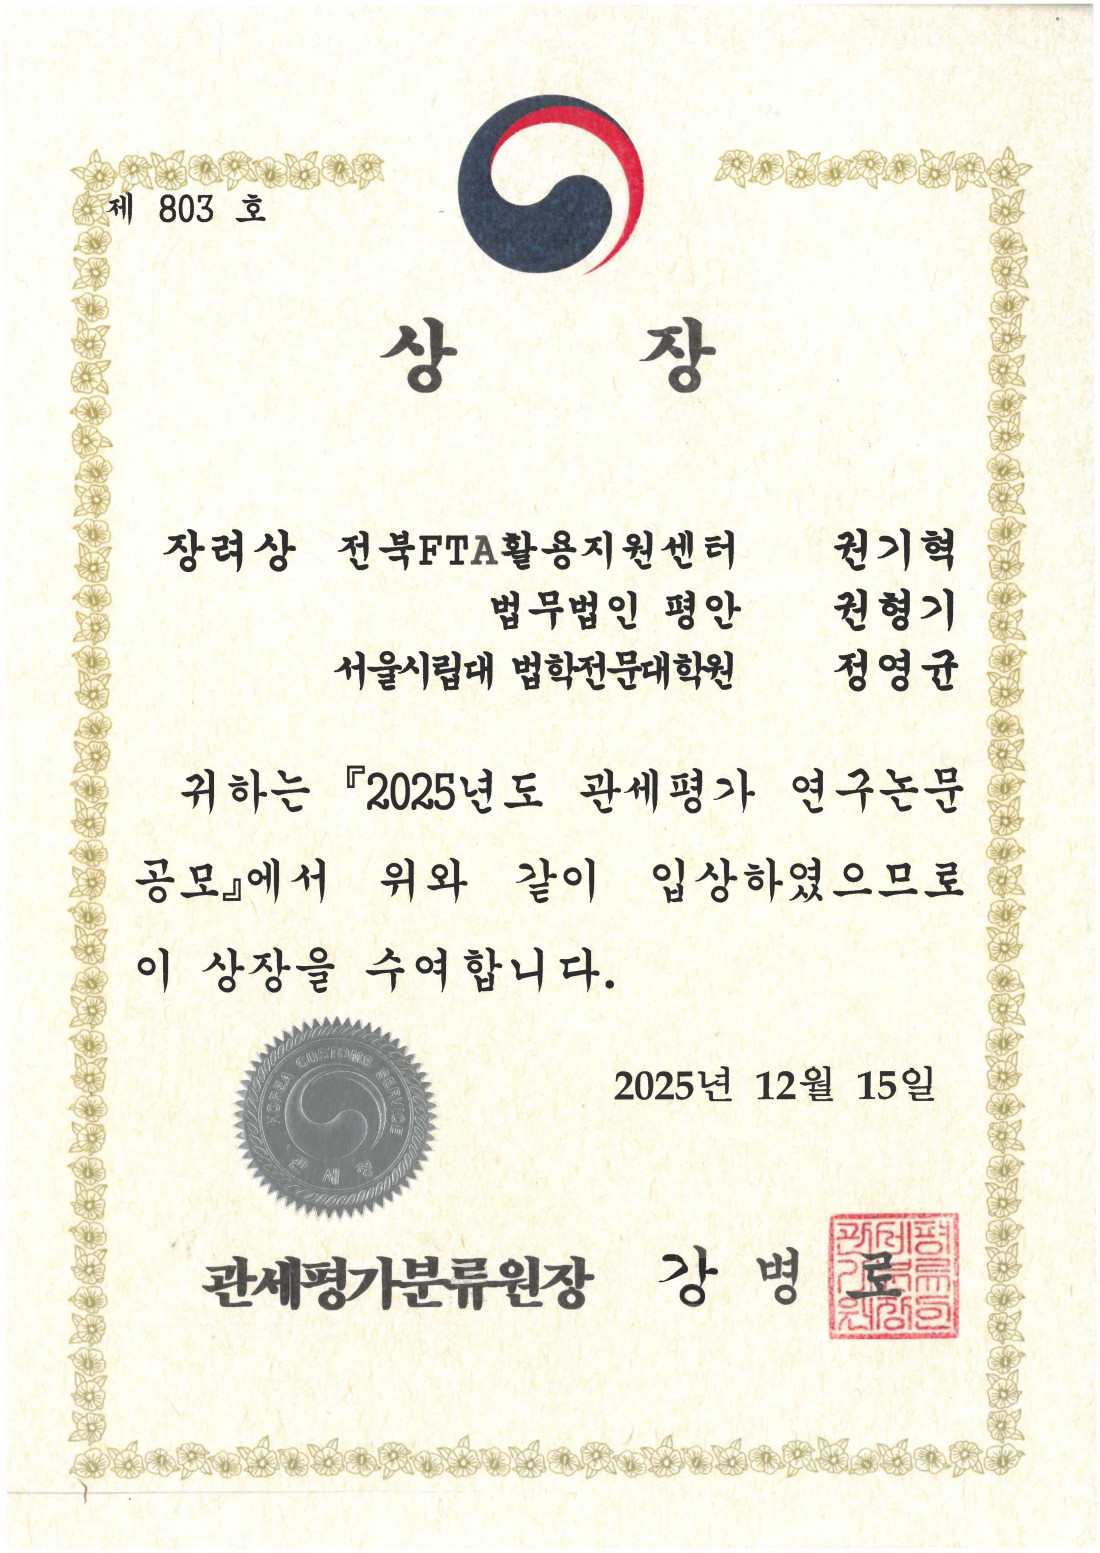 제 803 호
상 장
장려상 전북FTA활용지원센터 권기혁
법무법인 평안 권형기
서울시립대 법학전문대학원 정영균
귀하는 『2025년도 관세평가 연구논문
공모』에서 위와 같이 입상하였으므로
이 상장을 수여합니다.
2025년 12월 15일
KOREA CUSTOMS SERVICE
관세청
관세평가분류원장 강병로